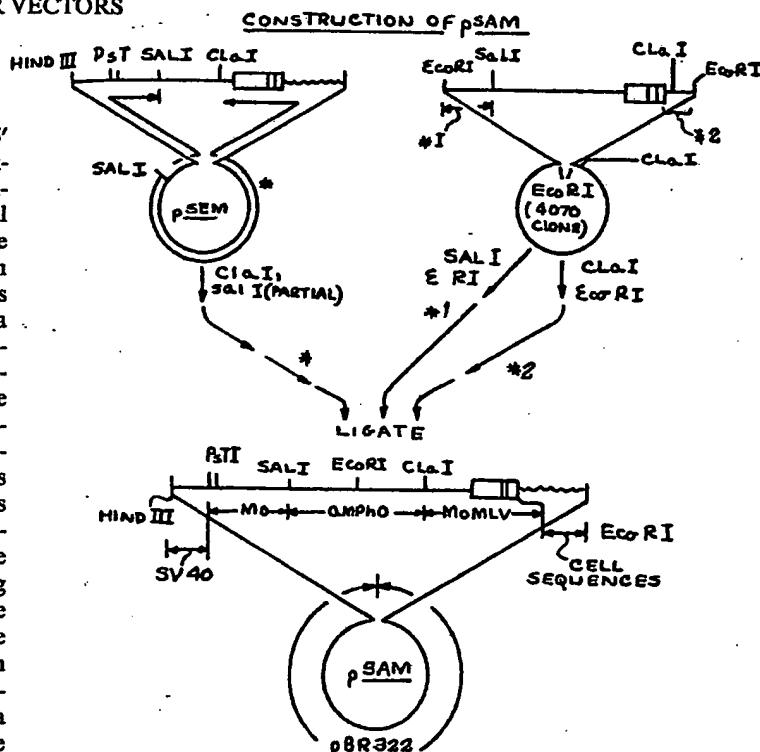 R VECTORS
CONSTRUCTION OF pSAM
HIND III PsT SALI ClaI
EcoRI SalI ClaI EcoRI
*1 *2
SALI
ClaI
*
pSEM
EcoRI
(4070
CLONE)
ClaI,
salI(PARTIAL)
SALI
E RI
ClaI
EcoRI
*1
*
*2
LIGATE
PsTI
SALI EcoRI ClaI
HIND III
Mo amPhO MoMLV
EcoRI
SV40
CELL
SEQUENCES
pSAM
pBR322